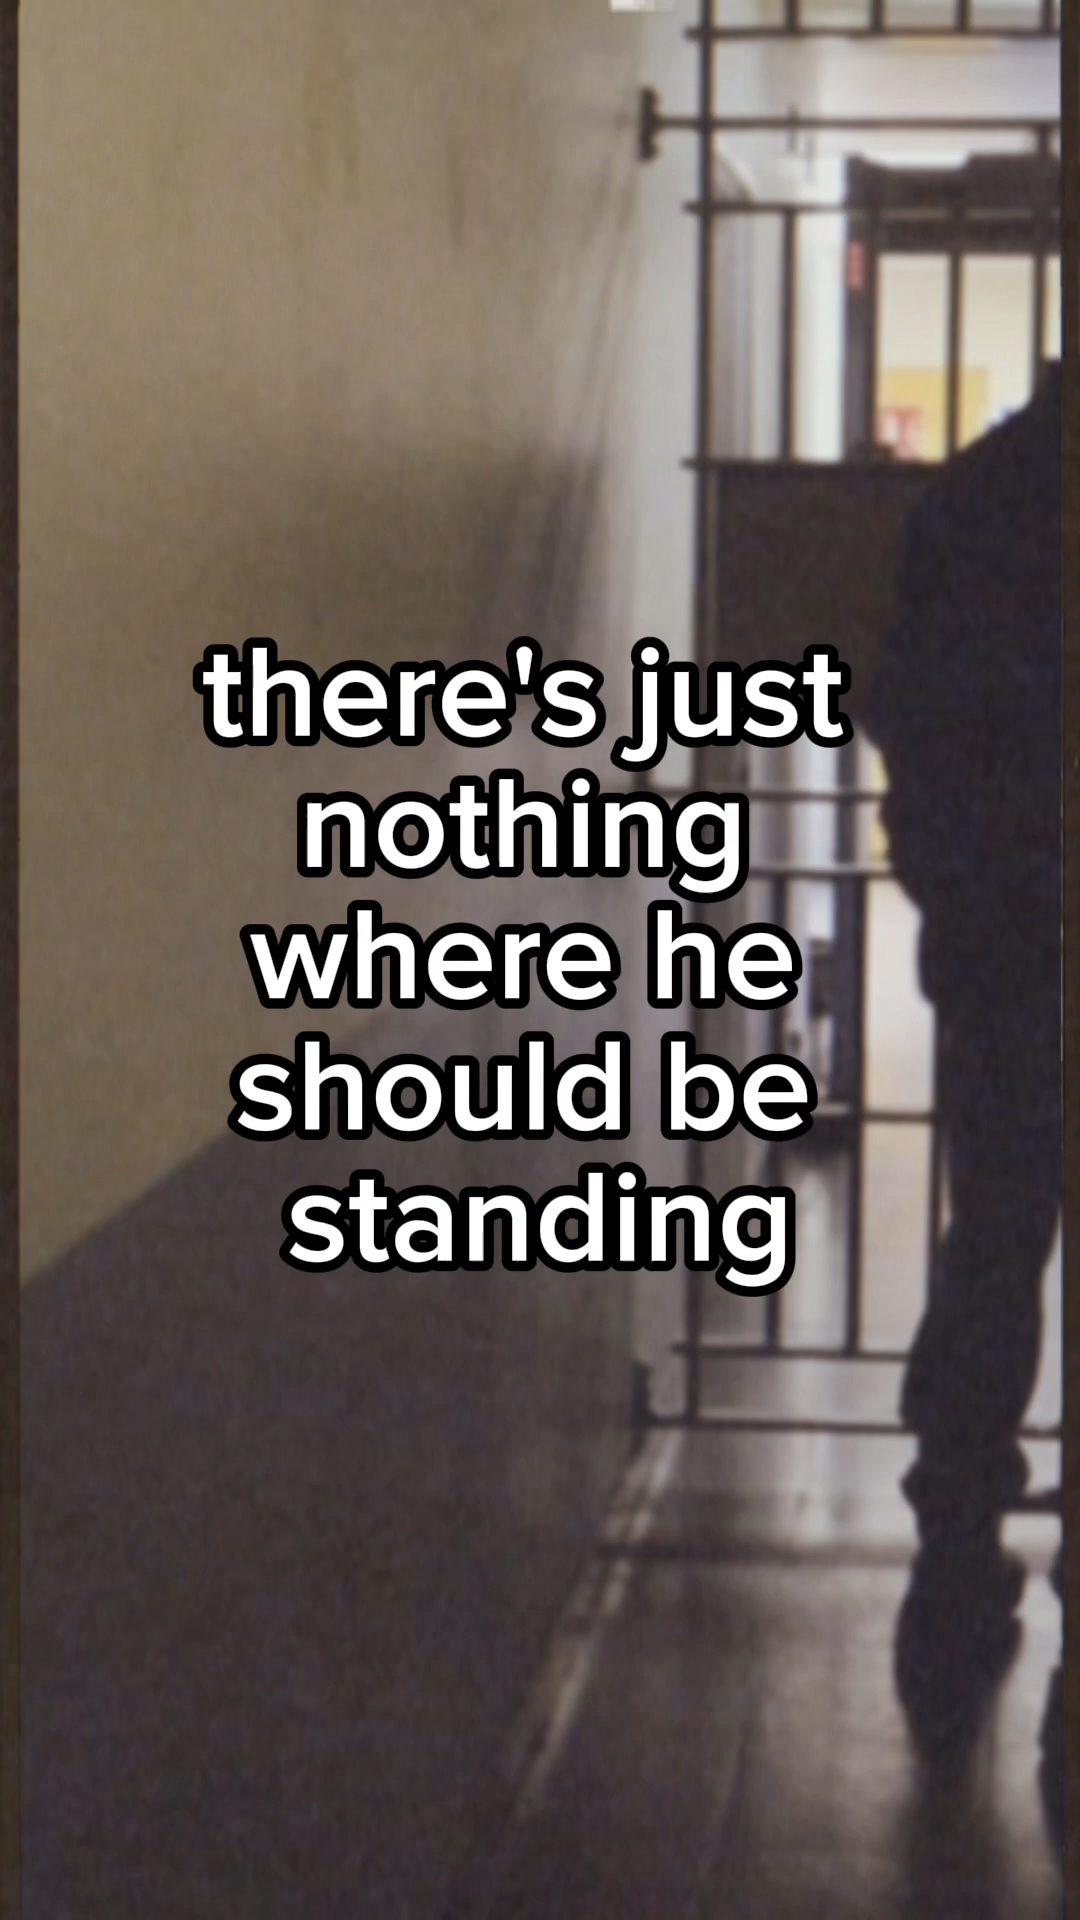 there's just
nothing
where he
should be
standing